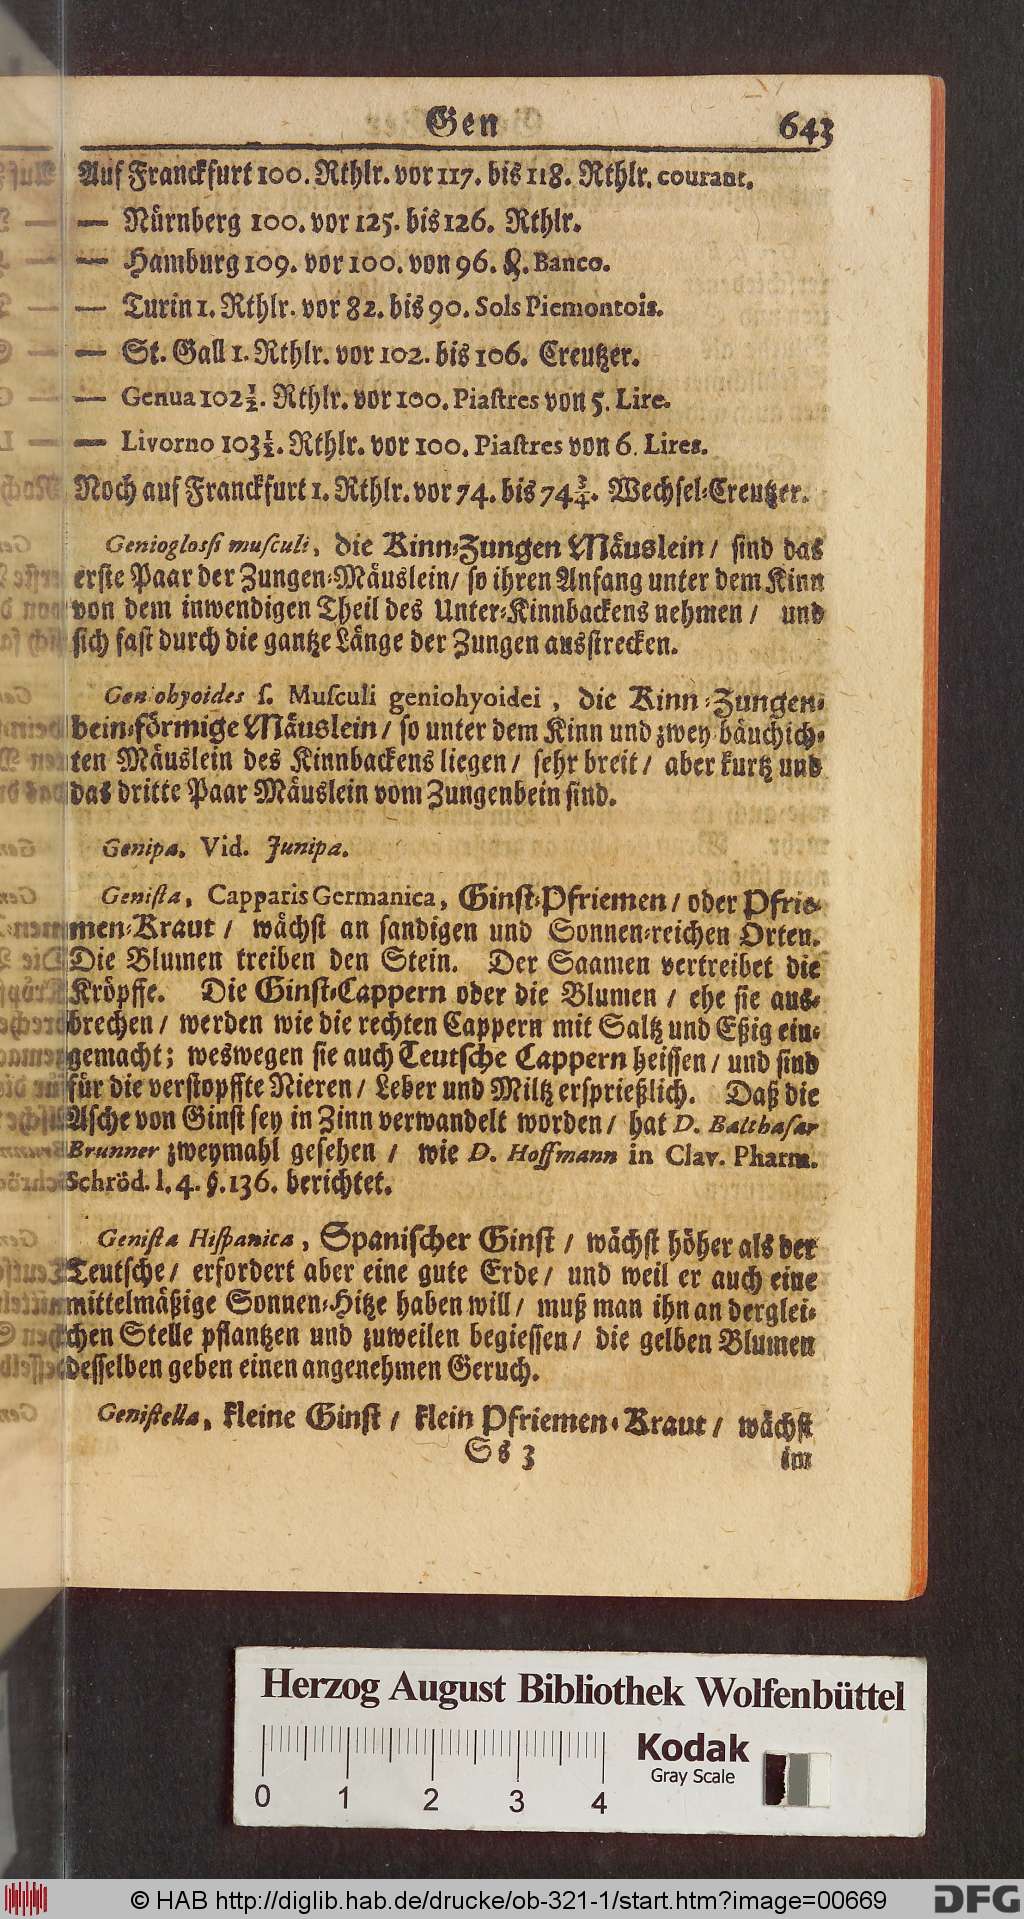 Gen 643
Auf Franckfurt 100. Rthlr. vor 117. bis 118. Rthlr. courant.
— Nürnberg 100. vor 125. bis 126. Rthlr.
— Hamburg 109. vor 100. von 96. ß. Banco.
— Turin 1. Rthlr. vor 82. bis 90. Sols Piemontois.
— St. Gall 1. Rthlr. vor 102. bis 106. Creutzer.
— Genua 102½. Rthlr. vor 100. Piaſtres von 5. Lire.
— Livorno 103½. Rthlr. vor 100. Piaſtres von 6. Lires.
Noch auf Franckfurt 1. Rthlr. vor 74. bis 74¾. Wechſel-Creutzer.
Genioglosſi muſculi, die Kinn-Zungen Mäuslein / ſind das
erſte Paar der Zungen-Mäuslein / ſo ihren Anfang unter dem Kinn
von dem inwendigen Theil des Unter-Kinnbackens nehmen / und
ſich faſt durch die gantze Länge der Zungen ausſtrecken.
Geniohyoides ſ. Muſculi geniohyoidei, die Kinn-Zungen-
bein-förmige Mäuslein / ſo unter dem Kinn und zwey bäuchich-
ten Mäuslein des Kinnbackens liegen / ſehr breit / aber kurtz und
das dritte Paar Mäuslein vom Zungenbein ſind.
Genipa. Vid. Junipa.
Geniſta, Capparis Germanica, Ginſt-Pfriemen / oder Pfrie-
men-Kraut / wächſt an ſandigen und Sonnen-reichen Orten.
Die Blumen treiben den Stein. Der Saamen vertreibet die
Kröpffe. Die Ginſt-Cappern oder die Blumen / ehe ſie aus-
brechen / werden wie die rechten Cappern mit Saltz und Eßig ein-
gemacht; weswegen ſie auch Teutſche Cappern heiſſen / und ſind
für die verſtopffte Nieren / Leber und Miltz erſprießlich. Daß die
Aſche von Ginſt ſey in Zinn verwandelt worden / hat D. Balthaſar
Brunner zweymahl geſehen / wie D. Hoffmann in Clav. Pharm.
Schröd. l. 4. §. 136. berichtet.
Geniſta Hiſpanica, Spaniſcher Ginſt / wächſt höher als der
Teutſche / erfordert aber eine gute Erde / und weil er auch eine
mittelmäßige Sonnen-Hitze haben will / muß man ihn an derglei-
chen Stelle pflantzen und zuweilen begieſſen / die gelben Blumen
deſſelben geben einen angenehmen Geruch.
Geniſtella, kleine Ginſt / klein Pfriemen-Kraut / wächſt
Ss 3 im
Herzog August Bibliothek Wolfenbüttel
Kodak
Gray Scale
0 1 2 3 4
© HAB http://diglib.hab.de/drucke/ob-321-1/start.htm?image=00669
DFG